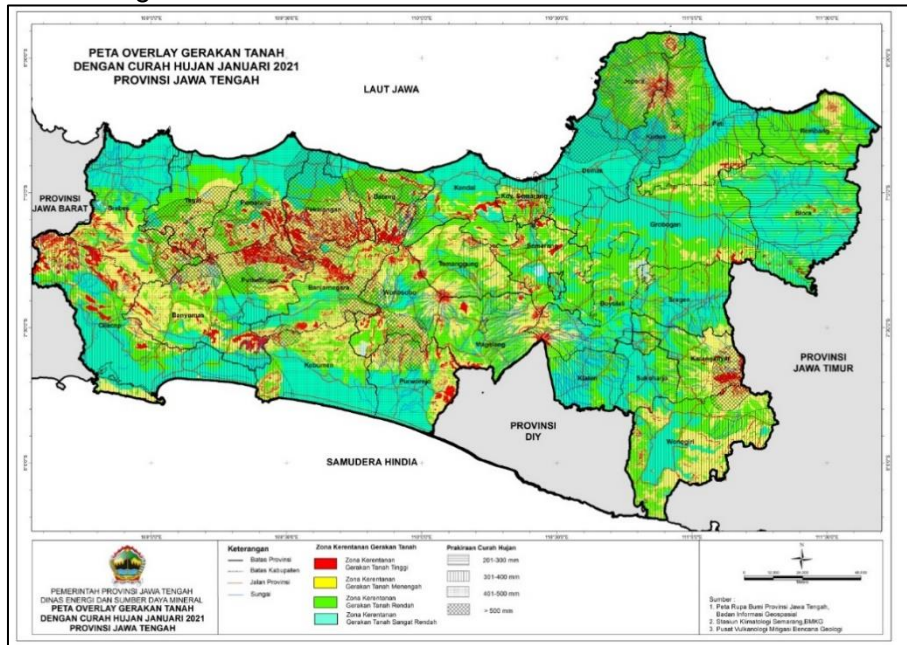 PETA OVERLAY GERAKAN TANAH
DENGAN CURAH HUJAN JANUARI 2021
PROVINSI JAWA TENGAH
LAUT JAWA
PROVINSI
JAWA BARAT
Jepara
Kudus
Pati
Rembang
Demak
Blora
Grobogan
Kendal
Kota Semarang
Semarang
Batang
Pekalongan
Pemalang
Tegal
Brebes
Temanggung
Wonosobo
Banjarnegara
Purbalingga
Banyumas
Cilacap
Kebumen
Purworejo
Magelang
Boyolali
Sragen
Karanganyar
Klaten
Sukoharjo
Wonogiri
PROVINSI
JAWA TIMUR
PROVINSI
DIY
SAMUDERA HINDIA
PEMERINTAH PROVINSI JAWA TENGAH
DINAS ENERGI DAN SUMBER DAYA MINERAL
PETA OVERLAY GERAKAN TANAH
DENGAN CURAH HUJAN JANUARI 2021
PROVINSI JAWA TENGAH
Keterangan
Batas Provinsi
Batas Kabupaten
Jalan Provinsi
Sungai
Zona Kerentanan Gerakan Tanah
Zona Kerentanan
Gerakan Tanah Tinggi
Zona Kerentanan
Gerakan Tanah Menengah
Zona Kerentanan
Gerakan Tanah Rendah
Zona Kerentanan
Gerakan Tanah Sangat Rendah
Prakiraan Curah Hujan
201-300 mm
301-400 mm
401-500 mm
> 500 mm
Sumber :
1. Peta Rupa Bumi Provinsi Jawa Tengah,
Badan Informasi Geospasial
2. Stasiun Klimatologi Semarang, BMKG
3. Pusat Vulkanologi Mitigasi Bencana Geologi